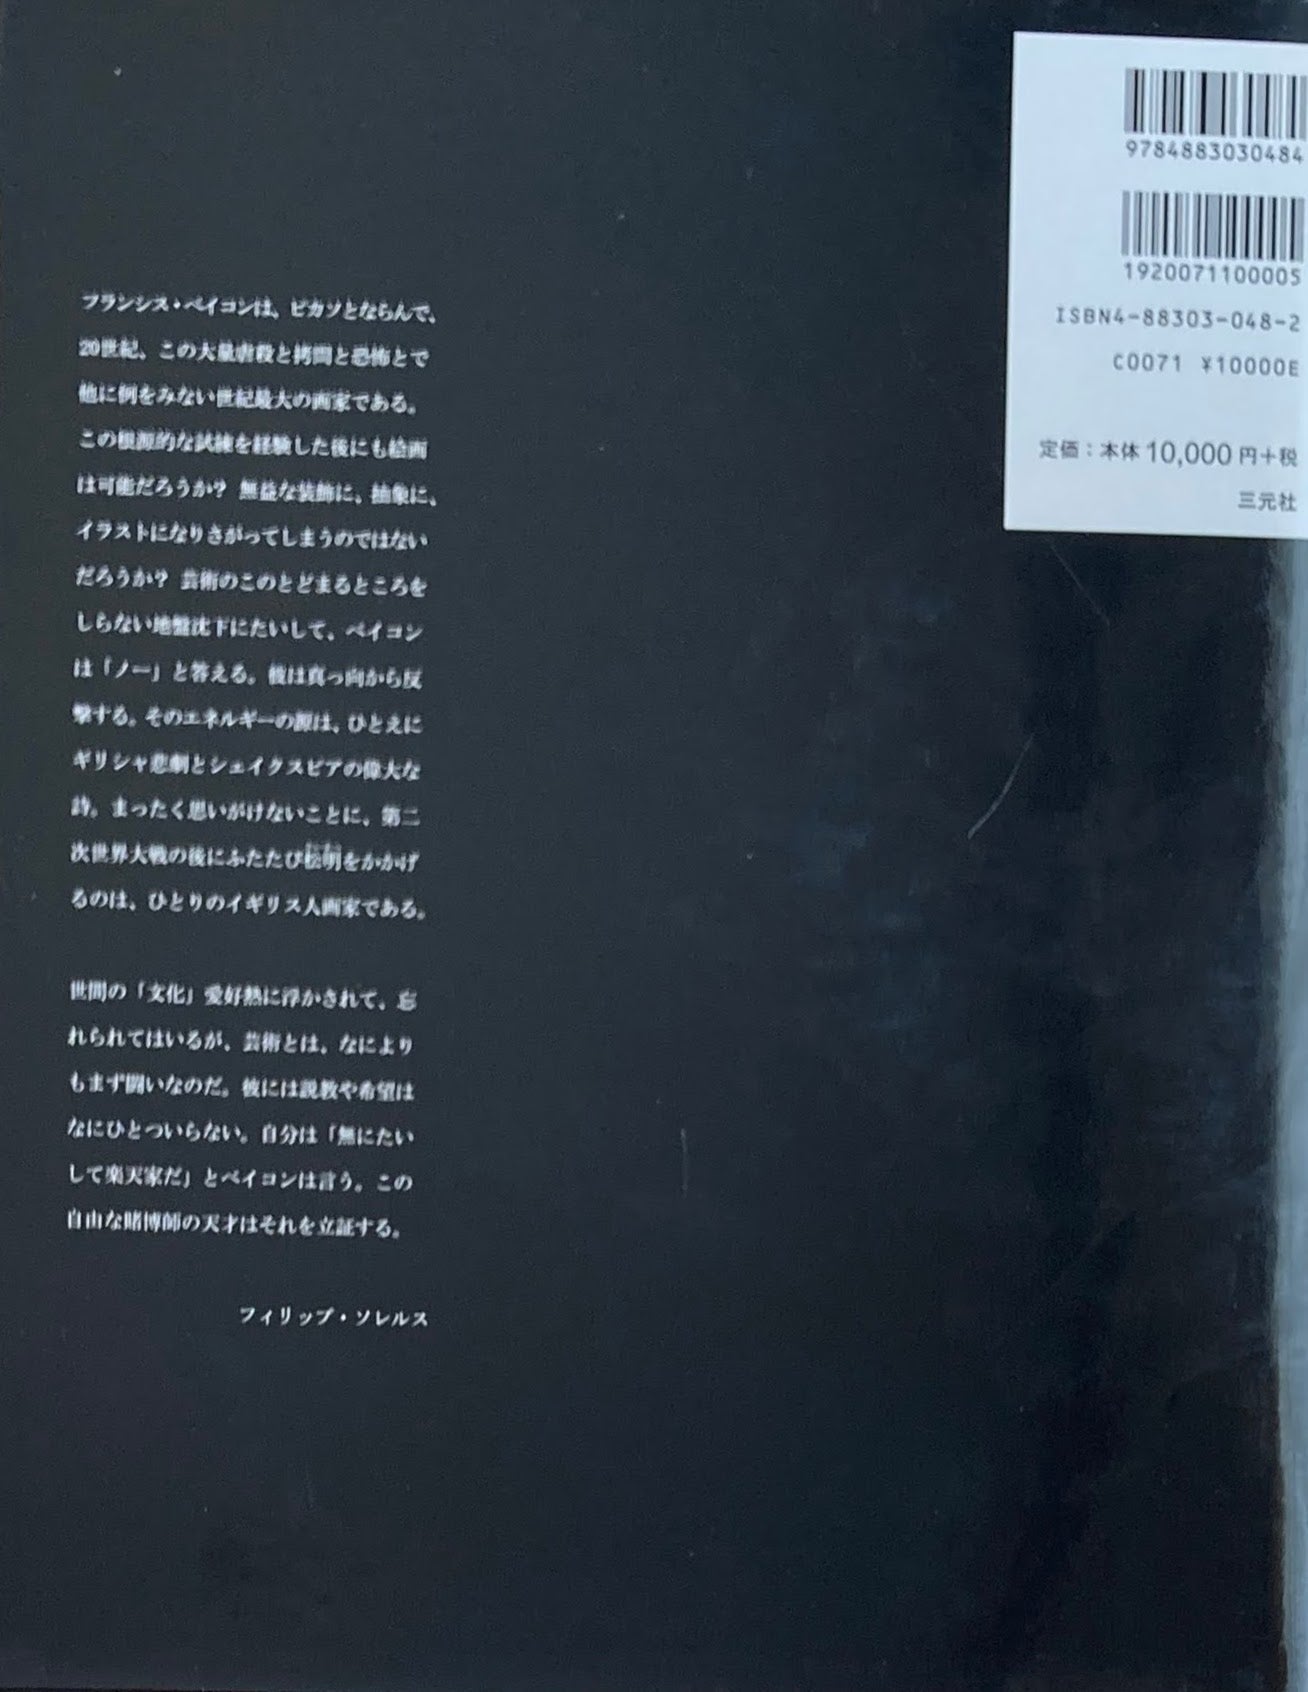 フランシス・ベイコンは、ピカソとならんで、
20世紀、この大量虐殺と拷問と恐怖とで
他に例をみない世紀最大の画家である。
この根源的な試練を経験した後にも絵画
は可能だろうか? 無益な装飾に、抽象に、
イラストになりさがってしまうのではない
だろうか? 芸術のこのとどまるところを
しらない地盤沈下にたいして、ベイコン
は「ノー」と答える。彼は真っ向から反
撃する。そのエネルギーの源は、ひとえに
ギリシャ悲劇とシェイクスピアの偉大な
詩。まったく思いがけないことに、第二
次世界大戦の後にふたたび松明をかかげ
るのは、ひとりのイギリス人画家である。
世間の「文化」愛好熱に浮かされて、忘
れられてはいるが、芸術とは、なにより
もまず闘いなのだ。彼には説教や希望は
なにひとついらない。自分は「無にたい
して楽天家だ」とベイコンは言う。この
自由な賭博師の天才はそれを立証する。
フィリップ・ソレルス
9784883030484
1920071100005
ISBN4-88303-048-2
C0071 ¥10000E
定価：本体10,000円+税
三元社